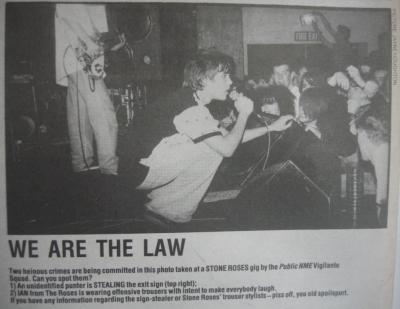 FIRE EXIT
WE ARE THE LAW
Two heinous crimes are being committed in this photo taken at a STONE ROSES gig by the Public NME Vigilante
Squad. Can you spot them?
1) An unidentified punter is STEALING the exit sign (top right);
2) IAN from The Roses is wearing offensive trousers with intent to make everybody laugh.
If you have any information regarding the sign-stealer or Stone Roses' trouser stylists – piss off, you old spoilsport.